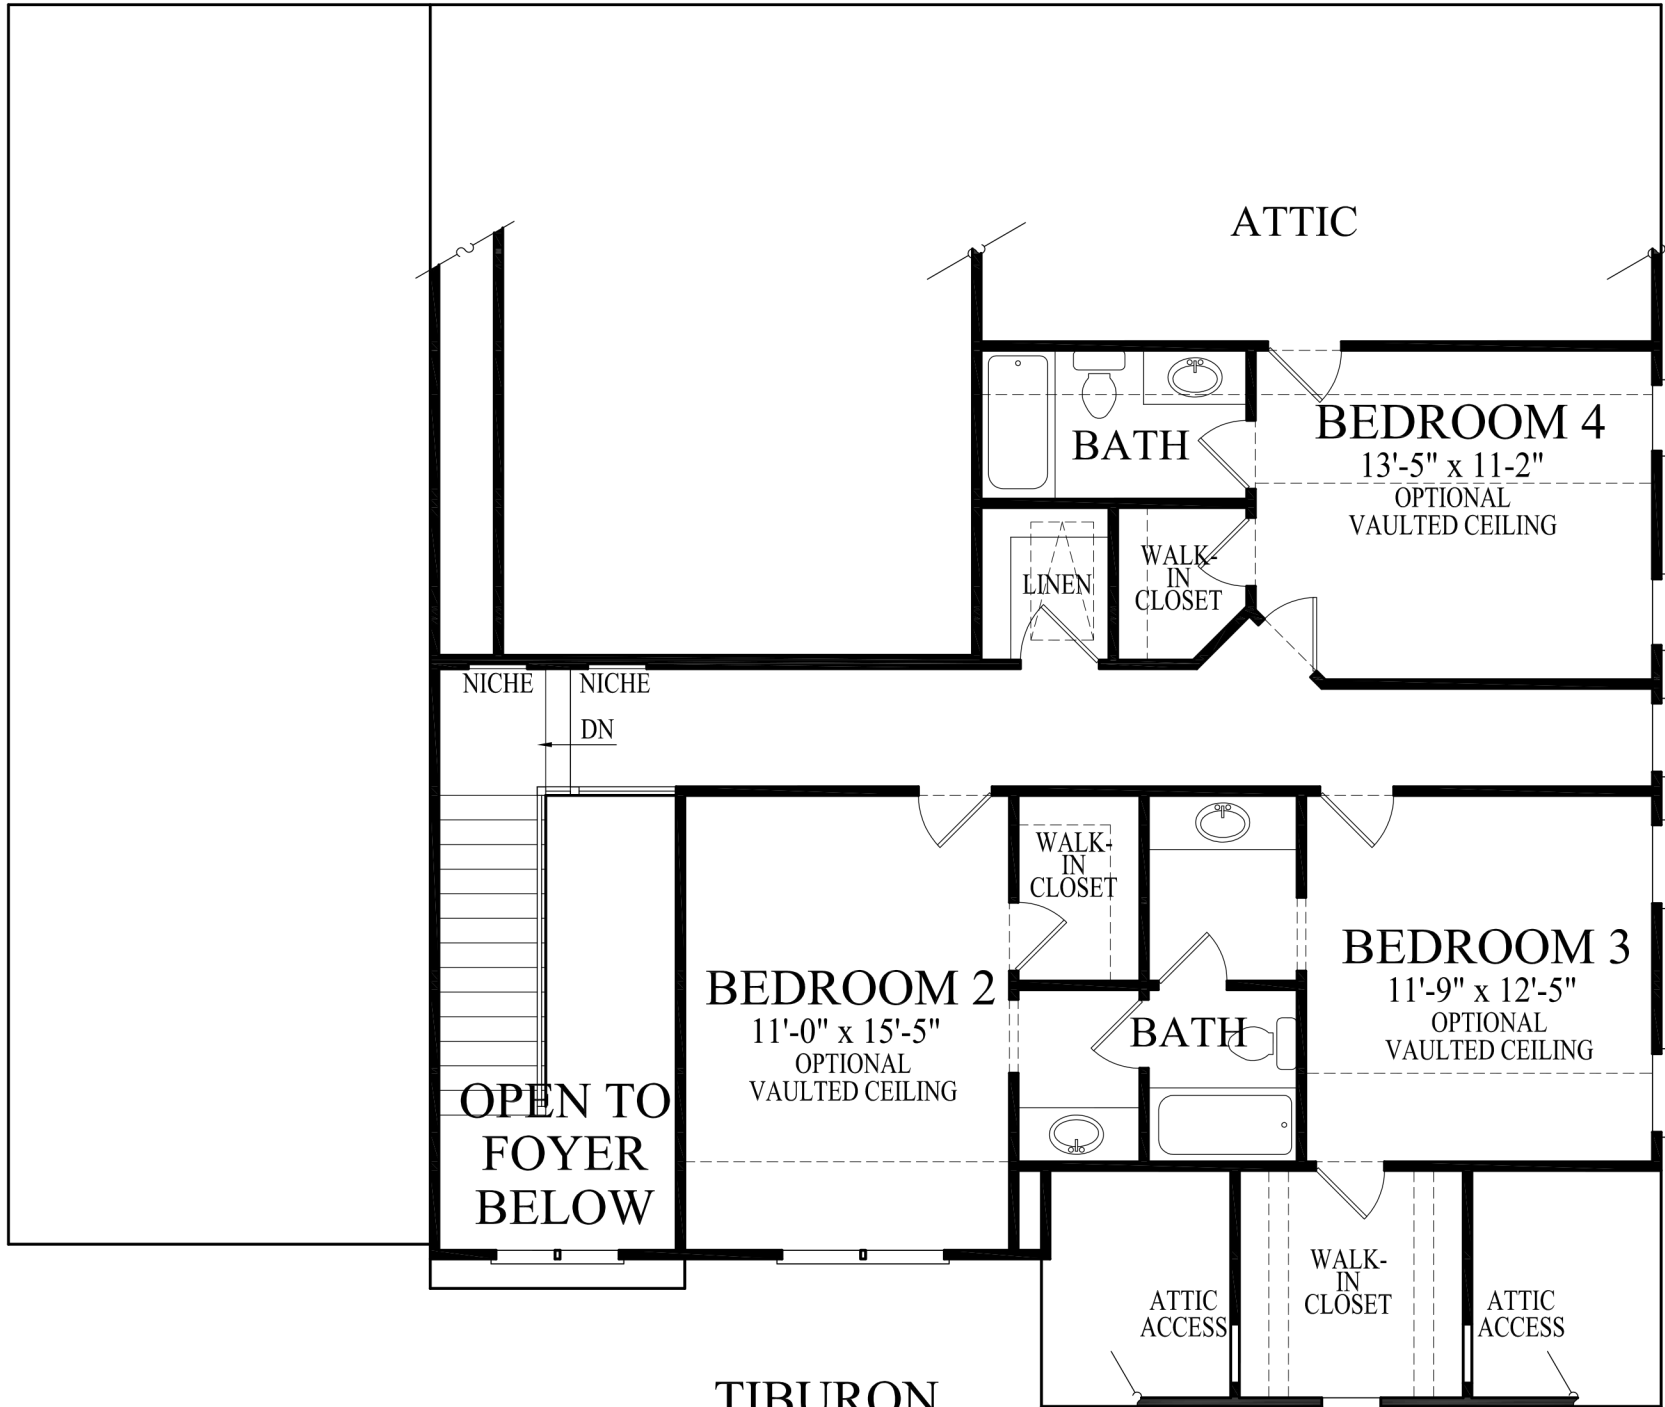 ATTIC
BEDROOM 4
13'-5" x 11-2"
OPTIONAL
VAULTED CEILING
BATH
LINEN
WALK-
IN
CLOSET
NICHE
NICHE
DN
WALK-
IN
CLOSET
BEDROOM 2
11'-0" x 15'-5"
OPTIONAL
VAULTED CEILING
BATH
BEDROOM 3
11'-9" x 12'-5"
OPTIONAL
VAULTED CEILING
OPEN TO
FOYER
BELOW
ATTIC
ACCESS
WALK-
IN
CLOSET
ATTIC
ACCESS
TIBURON